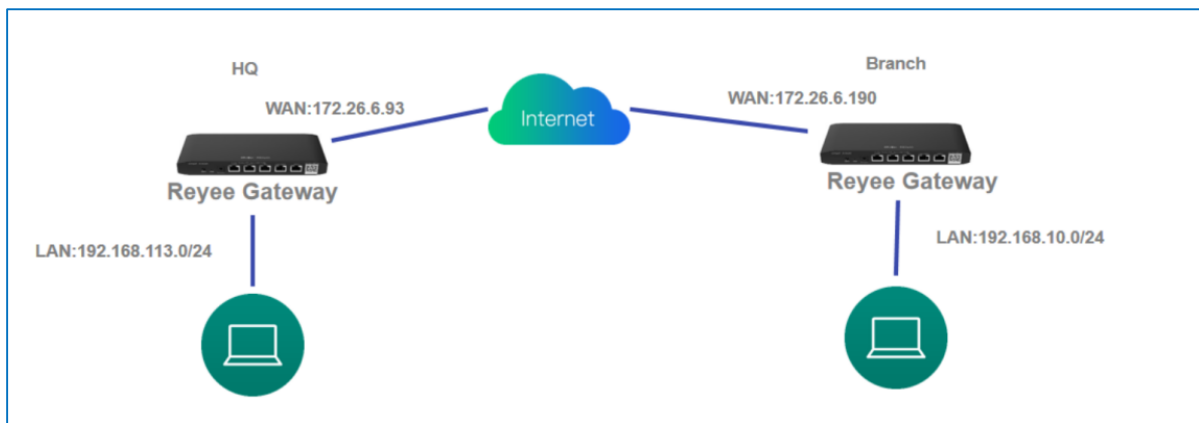 HQ
WAN:172.26.6.93
Reyee Gateway
LAN:192.168.113.0/24
Internet
Branch
WAN:172.26.6.190
Reyee Gateway
LAN:192.168.10.0/24